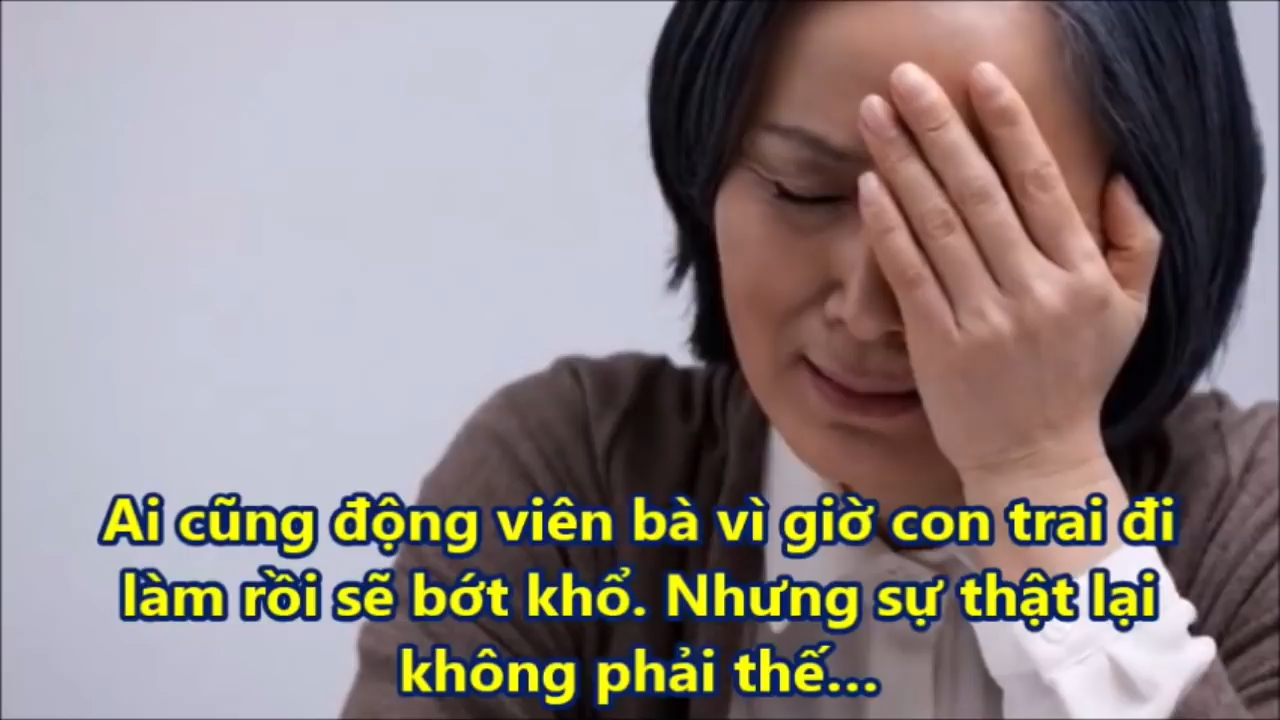 Ai cũng động viên bà vì giờ con trai đi
làm rồi sẽ bớt khổ. Nhưng sự thật lại
không phải thế...